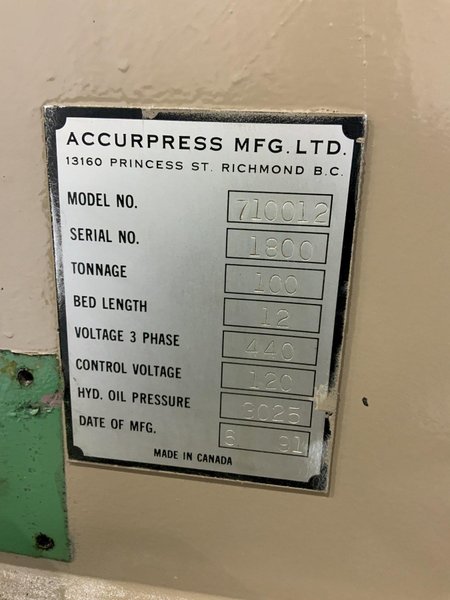 ACCURPRESS MFG. LTD.
13160 PRINCESS ST. RICHMOND B.C.
MODEL NO. 710012
SERIAL NO. 1800
TONNAGE 100
BED LENGTH 12
VOLTAGE 3 PHASE 440
CONTROL VOLTAGE 120
HYD. OIL PRESSURE 3025
DATE OF MFG. 6 91
MADE IN CANADA